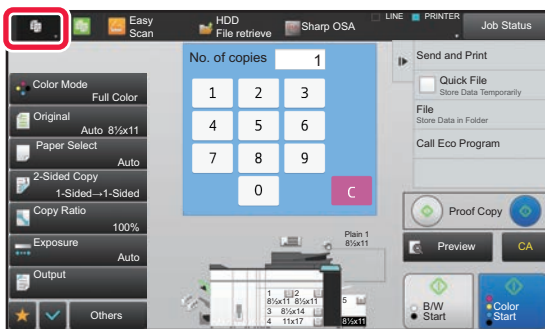 Easy
Scan
HDD
File retrieve
Sharp OSA
LINE
PRINTER
Job Status
No. of copies
1
1 2 3
4 5 6
7 8 9
0 C
Color Mode
Full Color
Original
Auto 8½x11
Paper Select
Auto
2-Sided Copy
1-Sided→1-Sided
Copy Ratio
100%
Exposure
Auto
Output
Others
Plain 1
8½x11
1 2
8½x11 8½x11
3 8½x14
4 11x17
5
8½x11
Send and Print
Quick File
Store Data Temporarily
File
Store Data in Folder
Call Eco Program
Proof Copy
Preview
CA
B/W
Start
Color
Start